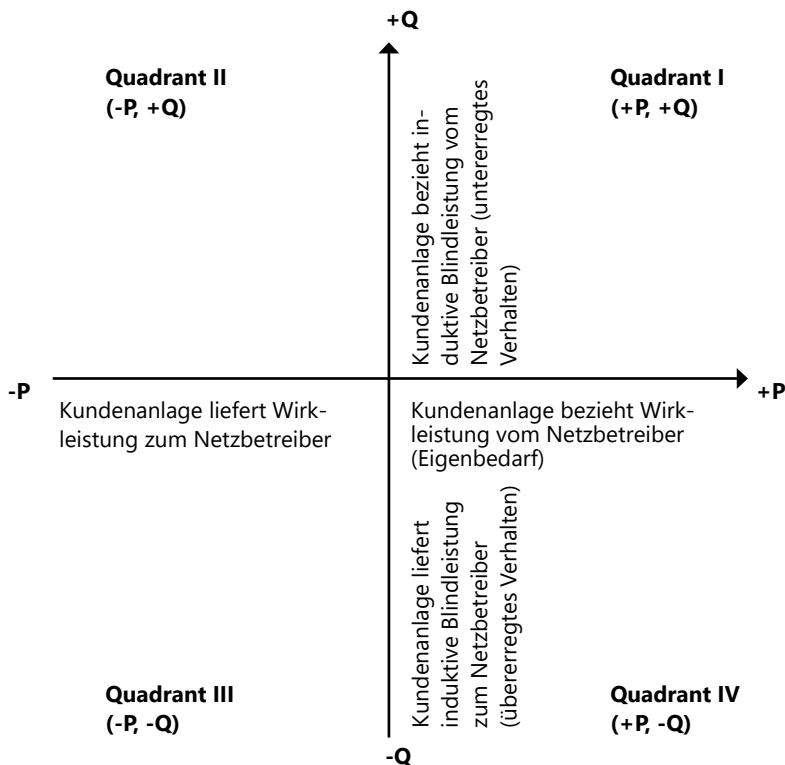 +Q
Quadrant II
(-P, +Q)
Quadrant I
(+P, +Q)
Kundenanlage bezieht in-
duktive Blindleistung vom
Netzbetreiber (untererregtes
Verhalten)
-P
+P
Kundenanlage liefert Wirk-
leistung zum Netzbetreiber
Kundenanlage bezieht Wirk-
leistung vom Netzbetreiber
(Eigenbedarf)
Kundenanlage liefert
induktive Blindleistung
zum Netzbetreiber
(übererregtes Verhalten)
Quadrant III
(-P, -Q)
Quadrant IV
(+P, -Q)
-Q